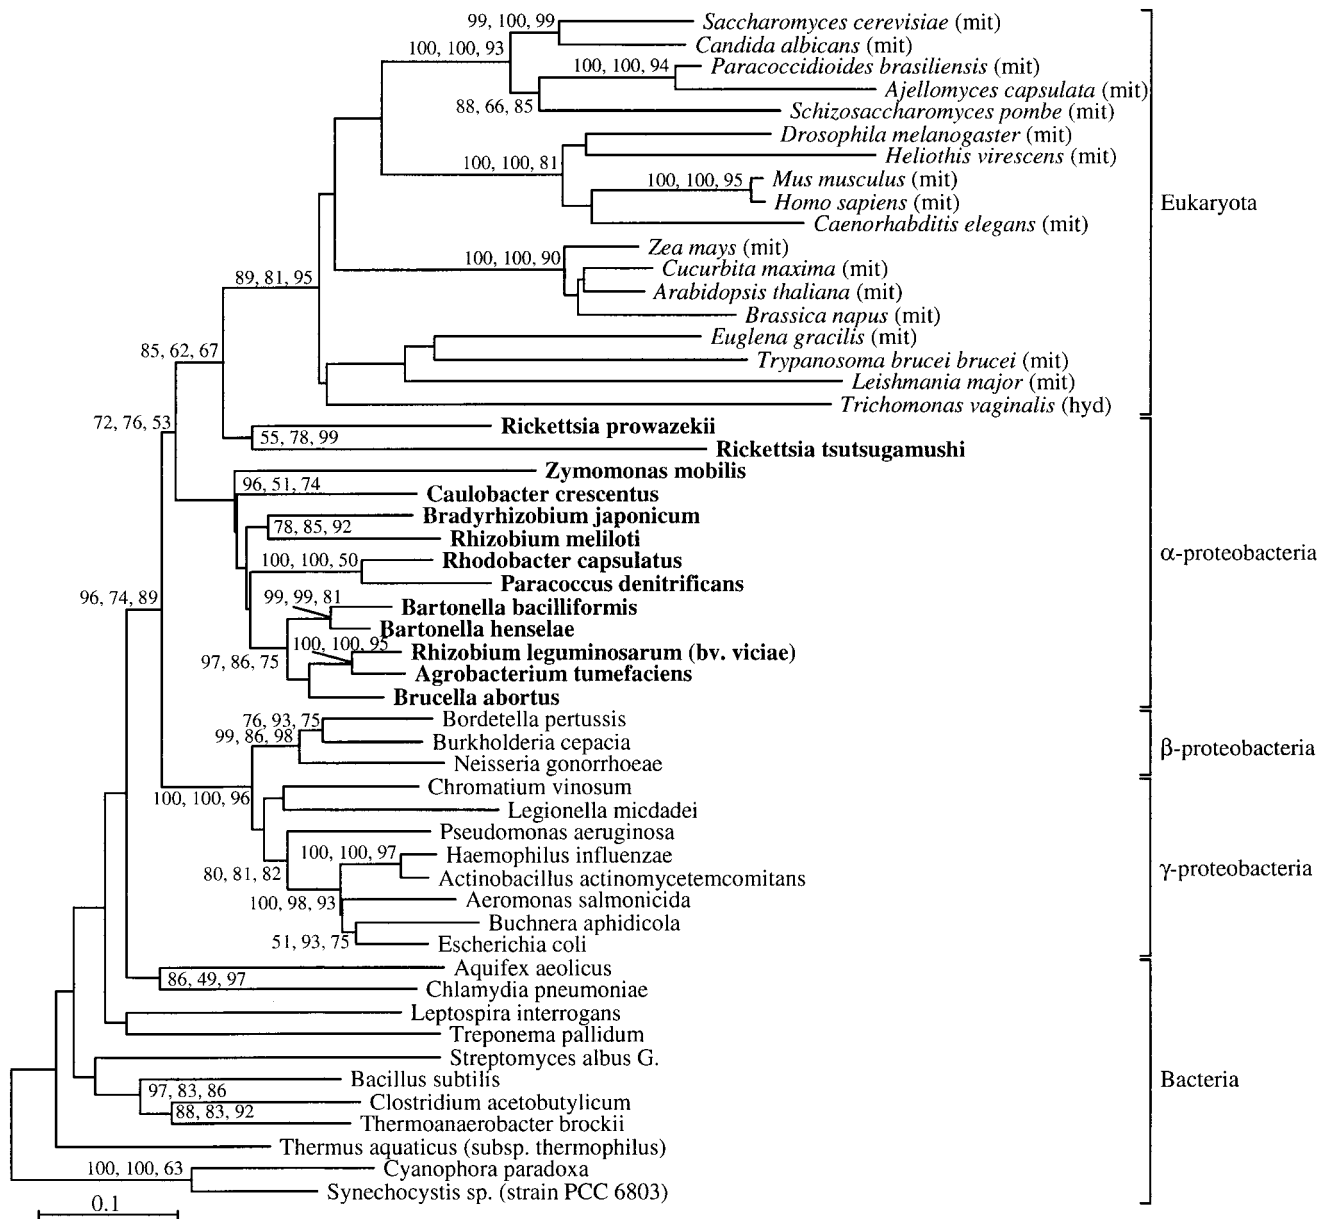 99, 100, 99
Saccharomyces cerevisiae (mit)
100, 100, 93
Candida albicans (mit)
100, 100, 94
Paracoccidioides brasiliensis (mit)
Ajellomyces capsulata (mit)
88, 66, 85
Schizosaccharomyces pombe (mit)
Drosophila melanogaster (mit)
100, 100, 81
Heliothis virescens (mit)
100, 100, 95
Mus musculus (mit)
Homo sapiens (mit)
Eukaryota
Caenorhabditis elegans (mit)
Zea mays (mit)
100, 100, 90
Cucurbita maxima (mit)
89, 81, 95
Arabidopsis thaliana (mit)
Brassica napus (mit)
Euglena gracilis (mit)
85, 62, 67
Trypanosoma brucei brucei (mit)
Leishmania major (mit)
Trichomonas vaginalis (hyd)
72, 76, 53
Rickettsia prowazekii
55, 78, 99
Rickettsia tsutsugamushi
Zymomonas mobilis
96, 51, 74
Caulobacter crescentus
Bradyrhizobium japonicum
78, 85, 92
Rhizobium meliloti
α-proteobacteria
100, 100, 50
Rhodobacter capsulatus
Paracoccus denitrificans
96, 74, 89
99, 99, 81
Bartonella bacilliformis
Bartonella henselae
100, 100, 95
Rhizobium leguminosarum (bv. viciae)
97, 86, 75
Agrobacterium tumefaciens
Brucella abortus
76, 93, 75
Bordetella pertussis
99, 86, 98
Burkholderia cepacia
β-proteobacteria
Neisseria gonorrhoeae
100, 100, 96
Chromatium vinosum
Legionella micdadei
Pseudomonas aeruginosa
100, 100, 97
Haemophilus influenzae
γ-proteobacteria
80, 81, 82
Actinobacillus actinomycetemcomitans
100, 98, 93
Aeromonas salmonicida
Buchnera aphidicola
51, 93, 75
Escherichia coli
Aquifex aeolicus
86, 49, 97
Chlamydia pneumoniae
Leptospira interrogans
Treponema pallidum
Streptomyces albus G.
Bacteria
Bacillus subtilis
97, 83, 86
Clostridium acetobutylicum
88, 83, 92
Thermoanaerobacter brockii
Thermus aquaticus (subsp. thermophilus)
100, 100, 63
Cyanophora paradoxa
Synechocystis sp. (strain PCC 6803)
0.1